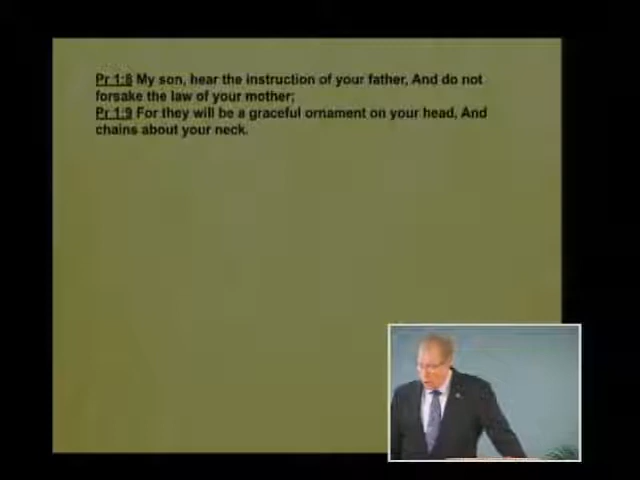 Pr 1:8 My son, hear the instruction of your father, And do not
forsake the law of your mother;
Pr 1:9 For they will be a graceful ornament on your head, And
chains about your neck.